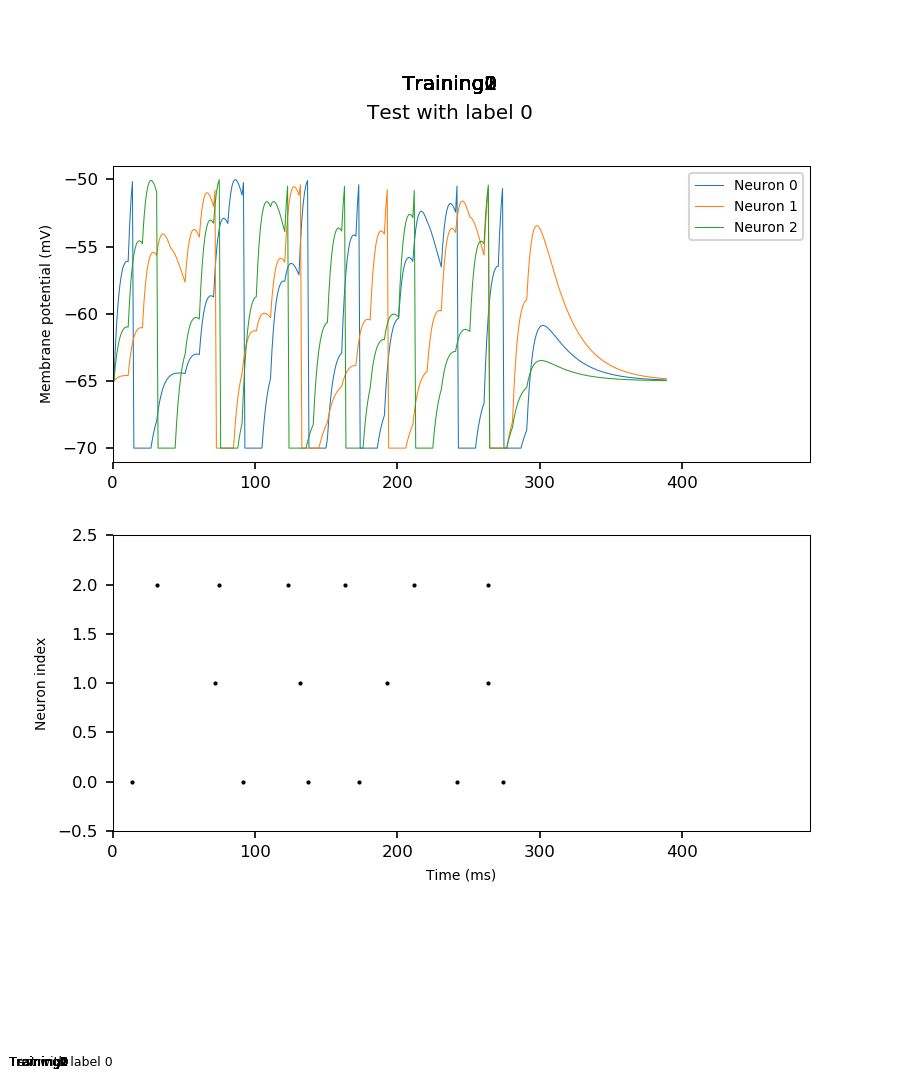 Test with label 0
−50
−55
−60
−65
−70
Membrane potential (mV)
Neuron 0
Neuron 1
Neuron 2
0 100 200 300 400
2.5
2.0
1.5
1.0
0.5
0.0
−0.5
Neuron index
0 100 200 300 400
Time (ms)
label 0